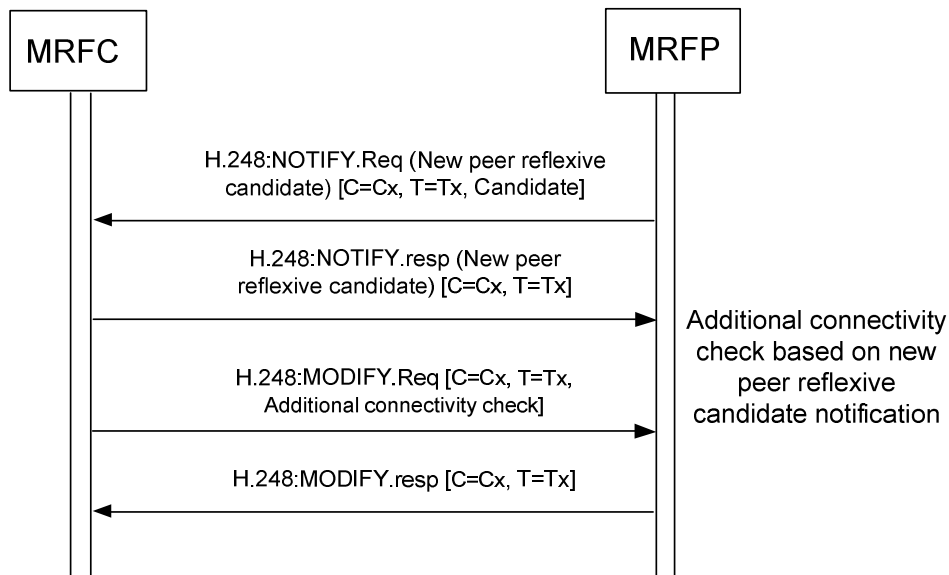 MRFC
MRFP
H.248:NOTIFY.Req (New peer reflexive
candidate) [C=Cx, T=Tx, Candidate]
H.248:NOTIFY.resp (New peer
reflexive candidate) [C=Cx, T=Tx]
H.248:MODIFY.Req [C=Cx, T=Tx,
Additional connectivity check]
H.248:MODIFY.resp [C=Cx, T=Tx]
Additional connectivity
check based on new
peer reflexive
candidate notification